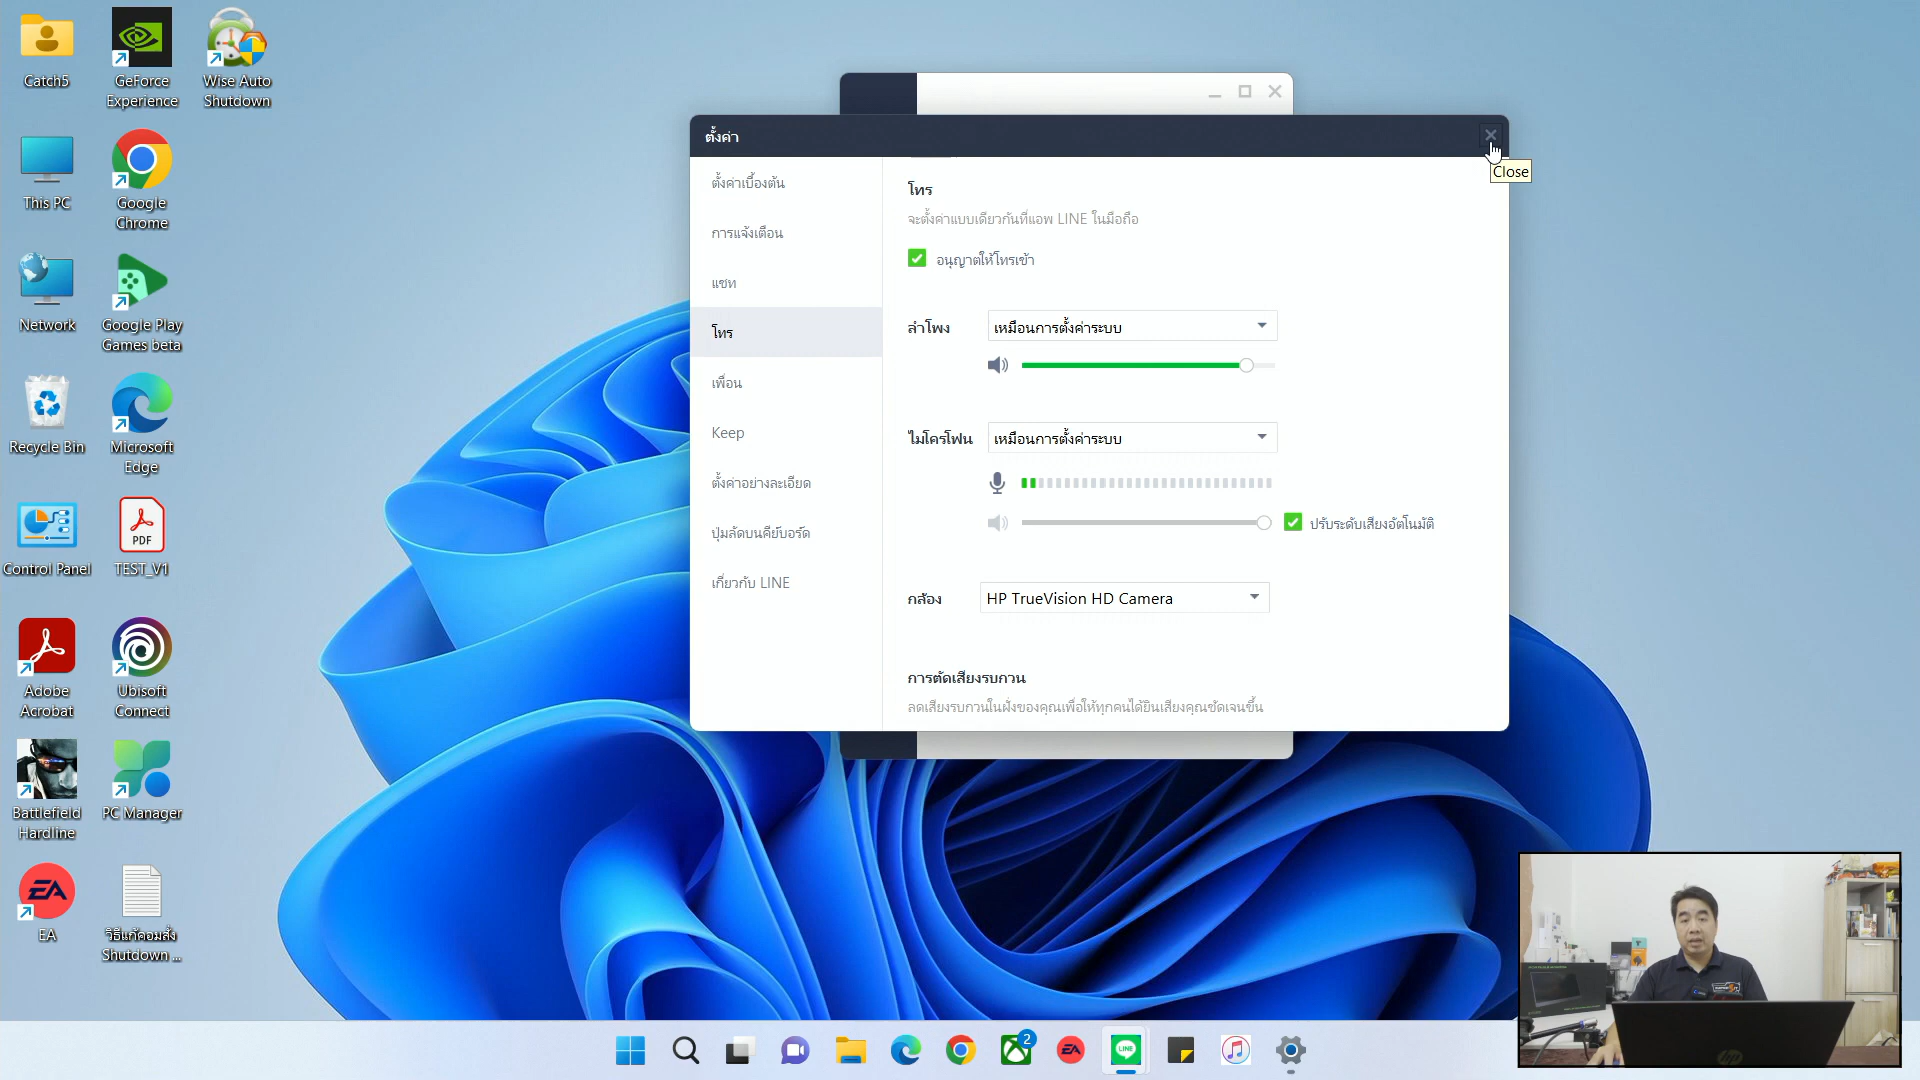 Catch5
GeForce
Experience
Wise Auto
Shutdown
This PC
Google
Chrome
Network
Google Play
Games beta
Recycle Bin
Microsoft
Edge
Control Panel
PDF
TEST_V1
Adobe
Acrobat
Ubisoft
Connect
Battlefield
Hardline
PC Manager
EA
EA
วิธีแก้คอมสั่ง
Shutdown ...
ตั้งค่า
Close
ตั้งค่าเบื้องต้น
การแจ้งเตือน
แชท
โทร
เพื่อน
Keep
ตั้งค่าอย่างละเอียด
ปุ่มลัดบนคีย์บอร์ด
เกี่ยวกับ LINE
โทร
จะตั้งค่าแบบเดียวกันที่แอพ LINE ในมือถือ
อนุญาตให้โทรเข้า
ลำโพง
เหมือนการตั้งค่าระบบ
ไมโครโฟน
เหมือนการตั้งค่าระบบ
ปรับระดับเสียงอัตโนมัติ
กล้อง
HP TrueVision HD Camera
การตัดเสียงรบกวน
ลดเสียงรบกวนในฝั่งของคุณเพื่อให้ทุกคนได้ยินเสียงคุณชัดเจนขึ้น
2
EA
LINE
hp